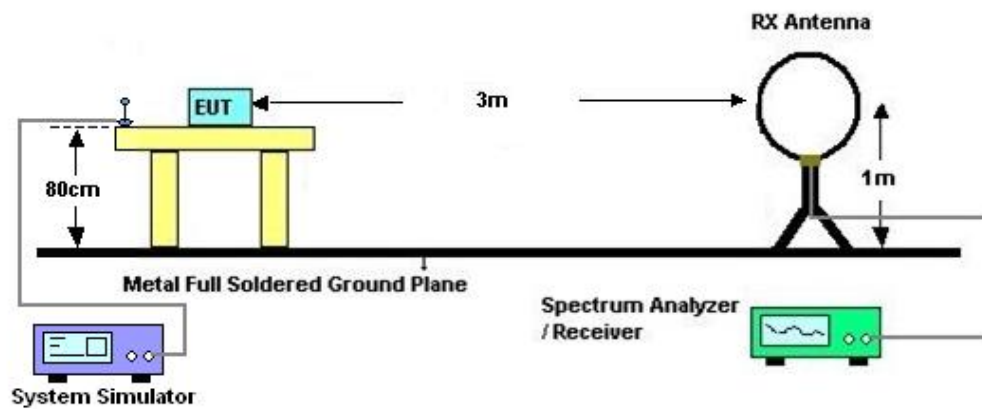 RX Antenna
EUT
3m
80cm
1m
Metal Full Soldered Ground Plane
Spectrum Analyzer
/ Receiver
System Simulator